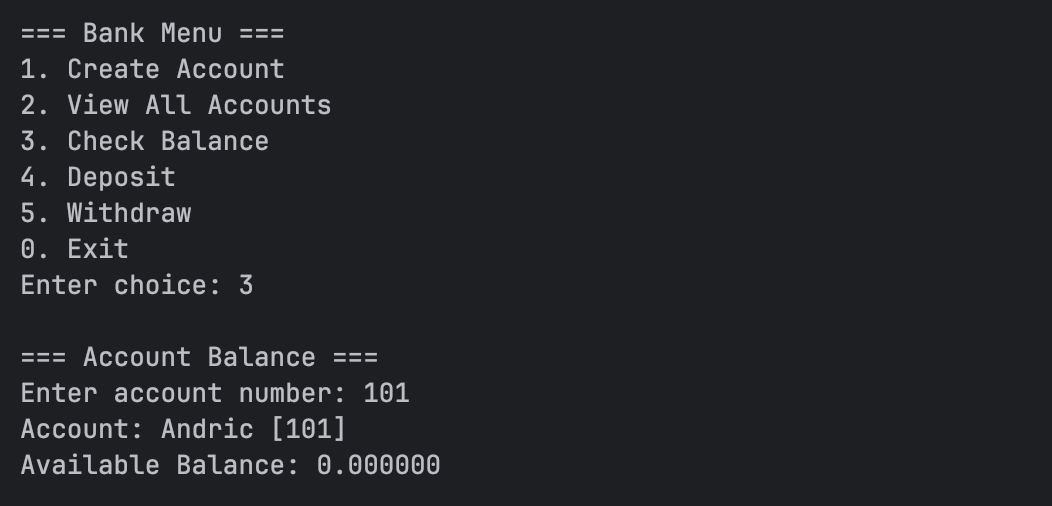 === Bank Menu ===
1. Create Account
2. View All Accounts
3. Check Balance
4. Deposit
5. Withdraw
0. Exit
Enter choice: 3
=== Account Balance ===
Enter account number: 101
Account: Andric [101]
Available Balance: 0.000000